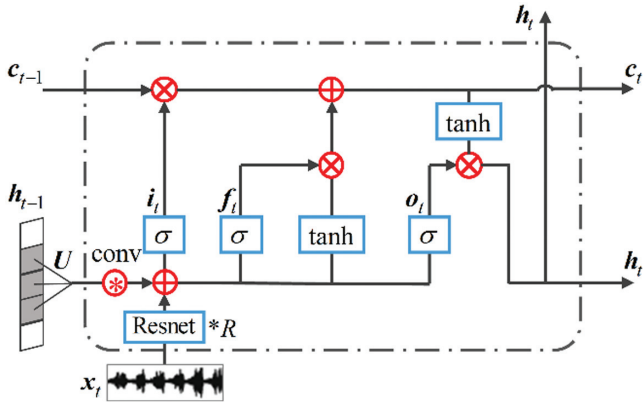 h_t
c_{t-1}
c_t
tanh
h_{t-1}
i_t
f_t
o_t
U
conv
σ
σ
tanh
σ
*
h_t
Resnet *R
x_t